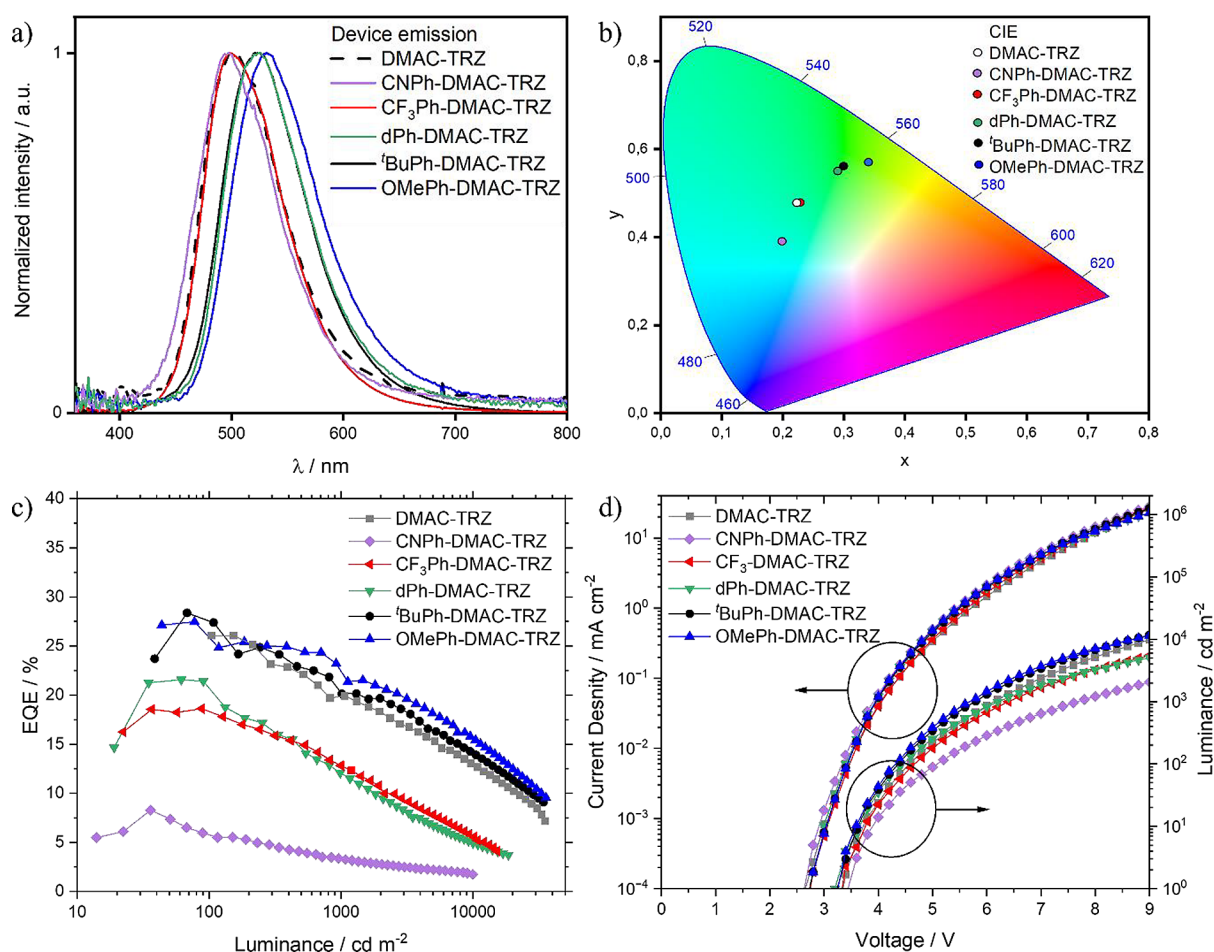 a)
Device emission
DMAC-TRZ
CNPh-DMAC-TRZ
CF₃Ph-DMAC-TRZ
dPh-DMAC-TRZ
ᵗBuPh-DMAC-TRZ
OMePh-DMAC-TRZ
Normalized intensity / a.u.
1
0
400 500 600 700 800
λ / nm
b)
CIE
DMAC-TRZ
CNPh-DMAC-TRZ
CF₃Ph-DMAC-TRZ
dPh-DMAC-TRZ
ᵗBuPh-DMAC-TRZ
OMePh-DMAC-TRZ
520
540
560
500
580
600
620
480
460
y
0,8
0,6
0,4
0,2
0,0
0,0 0,1 0,2 0,3 0,4 0,5 0,6 0,7 0,8
x
c)
DMAC-TRZ
CNPh-DMAC-TRZ
CF₃Ph-DMAC-TRZ
dPh-DMAC-TRZ
ᵗBuPh-DMAC-TRZ
OMePh-DMAC-TRZ
EQE / %
40
35
30
25
20
15
10
5
0
10 100 1000 10000
Luminance / cd m⁻²
d)
DMAC-TRZ
CNPh-DMAC-TRZ
CF₃-DMAC-TRZ
dPh-DMAC-TRZ
ᵗBuPh-DMAC-TRZ
OMePh-DMAC-TRZ
Current Desnity / mA cm⁻²
10¹
10⁰
10⁻¹
10⁻²
10⁻³
10⁻⁴
Luminance / cd m⁻²
10⁶
10⁵
10⁴
10³
10²
10¹
10⁰
0 2 3 4 5 6 7 8 9
Voltage / V